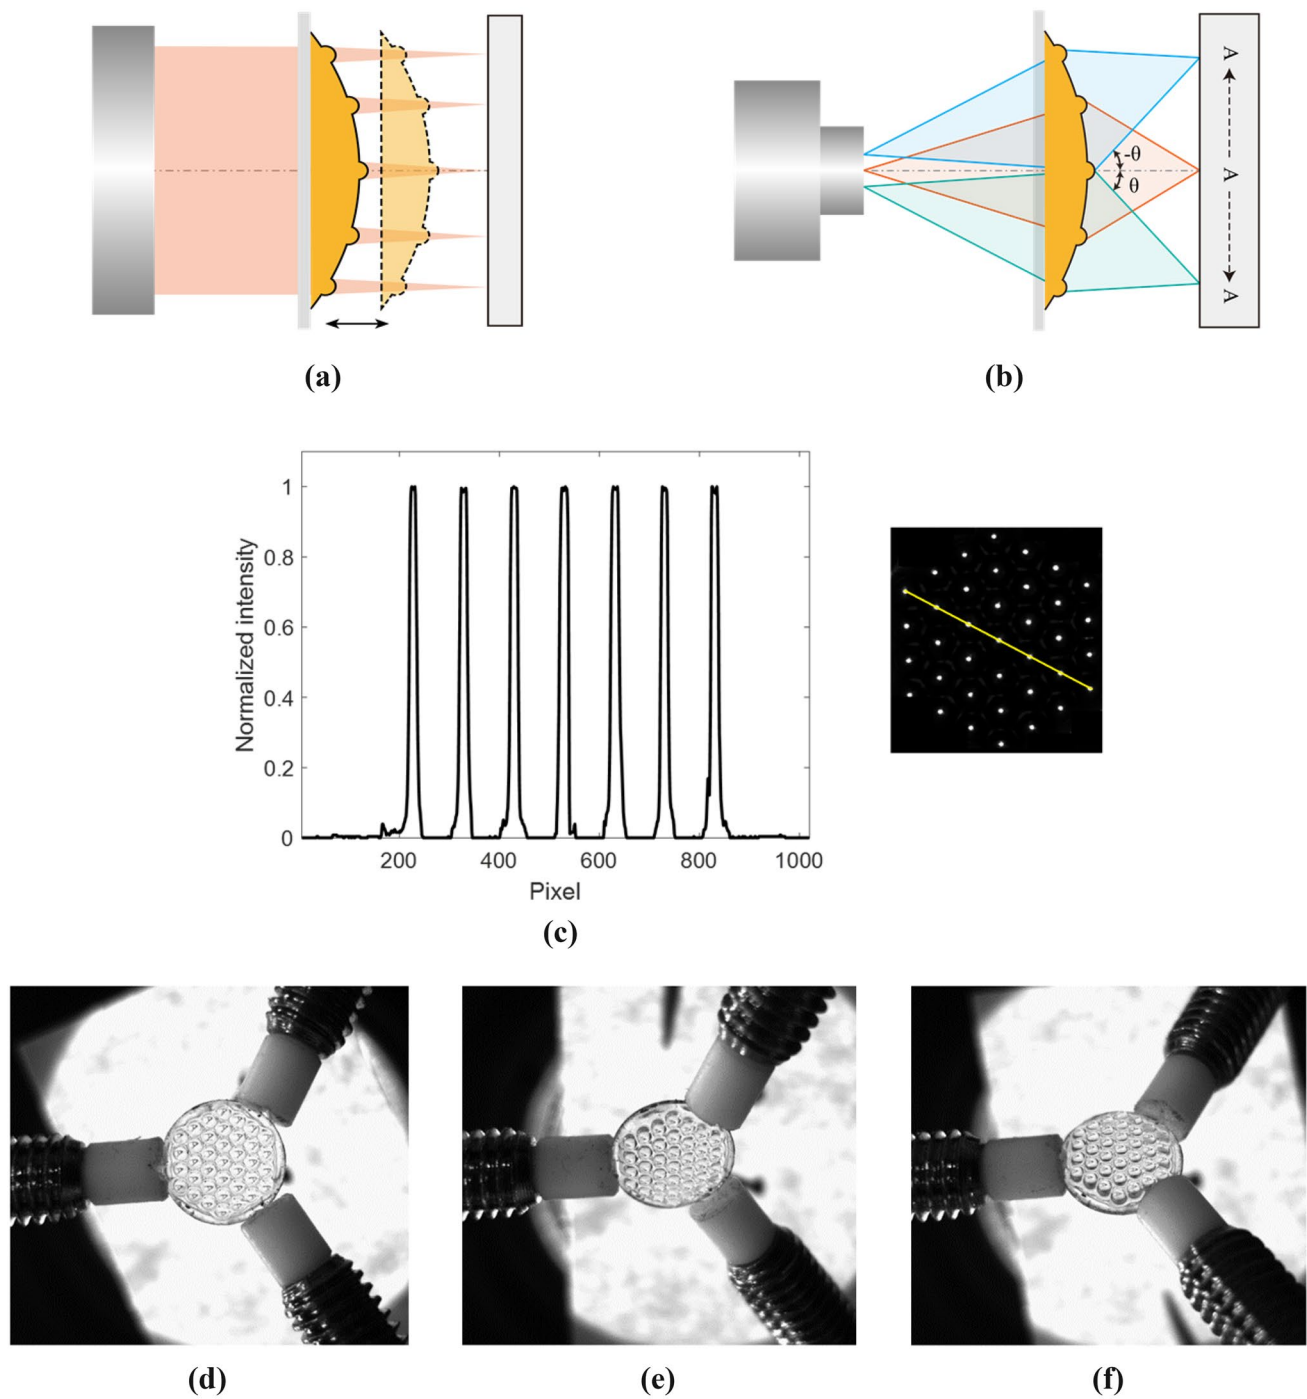 A
-θ
A
θ
A
(a)
(b)
1
0.8
0.6
0.4
0.2
0
Normalized intensity
200 400 600 800 1000
Pixel
(c)
(d)
(e)
(f)